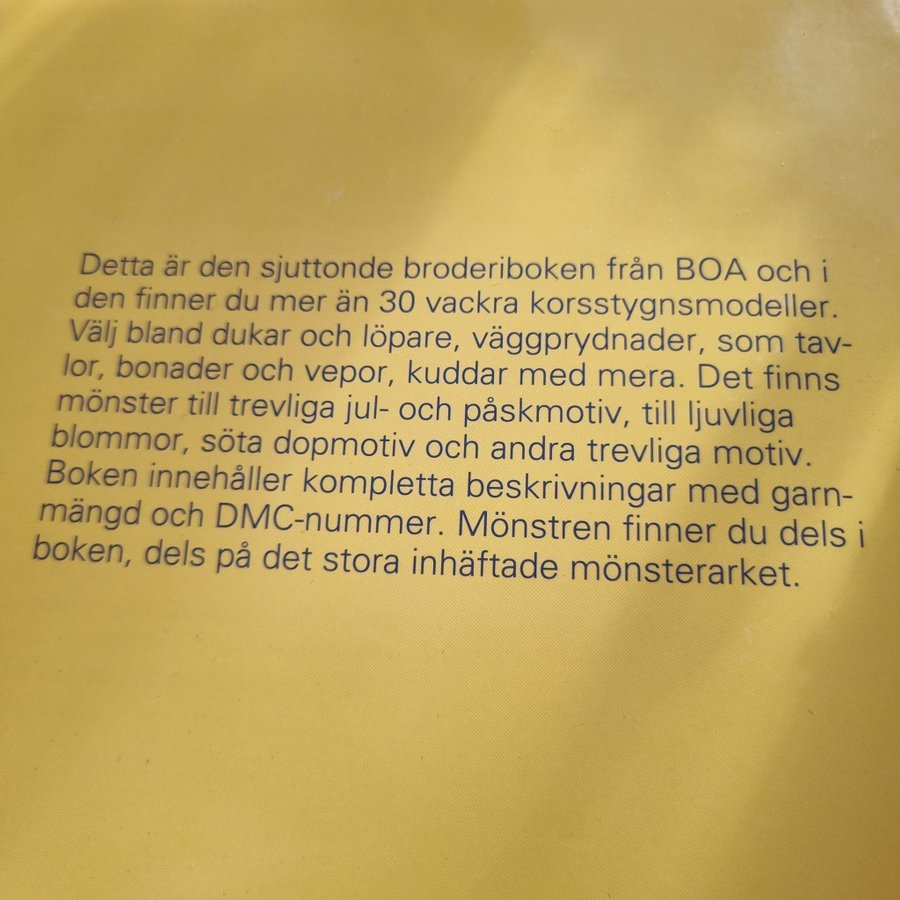 Detta är den sjuttonde broderiboken från BOA och i
den finner du mer än 30 vackra korsstygnsmodeller.
Välj bland dukar och löpare, väggprydnader, som tav-
lor, bonader och vepor, kuddar med mera. Det finns
mönster till trevliga jul- och påskmotiv, till ljuvliga
blommor, söta dopmotiv och andra trevliga motiv.
Boken innehåller kompletta beskrivningar med garn-
mängd och DMC-nummer. Mönstren finner du dels i
boken, dels på det stora inhäftade mönsterarket.